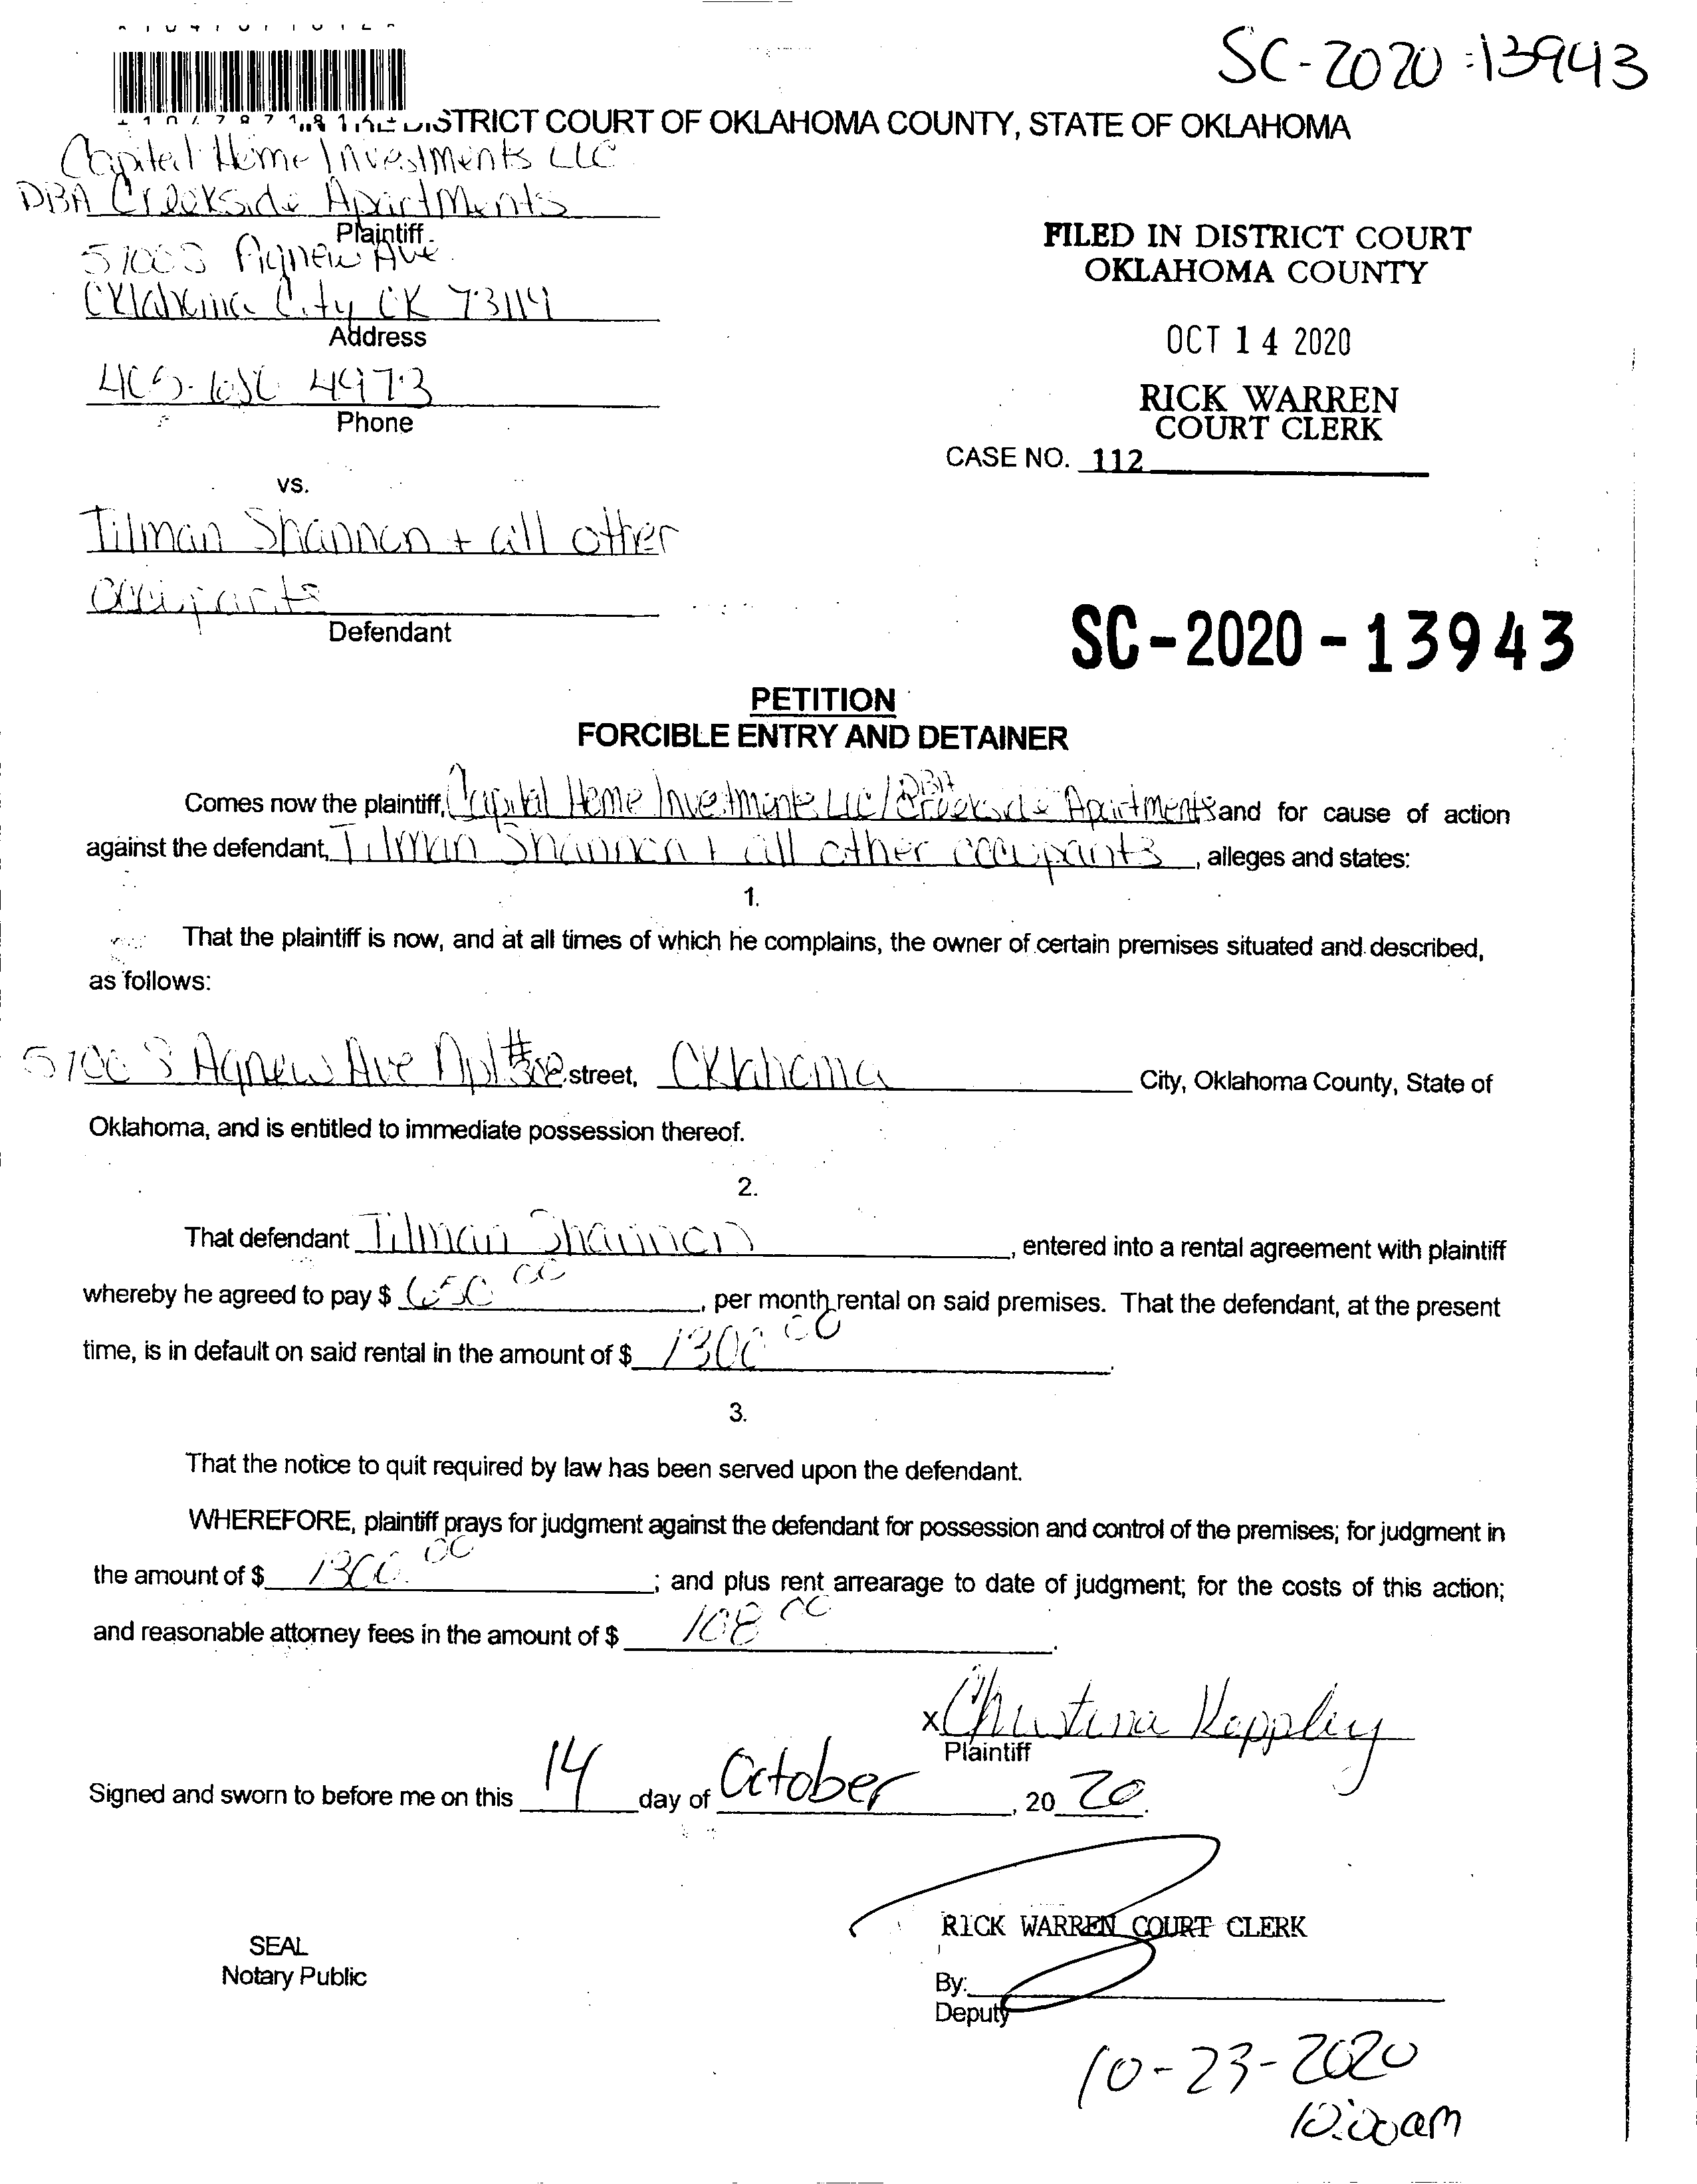 SC-2020-13943
DISTRICT COURT OF OKLAHOMA COUNTY, STATE OF OKLAHOMA
Capital Home Investments LLC
DBA Creekside Apartments
Plaintiff
5100 S Agnew Ave
Oklahoma City OK 73119
Address
405- 4973
Phone
FILED IN DISTRICT COURT
OKLAHOMA COUNTY
OCT 14 2020
RICK WARREN
COURT CLERK
CASE NO. 112
vs.
Tilman Shannon + all other
occupants
Defendant
SC-2020-13943
PETITION
FORCIBLE ENTRY AND DETAINER
Comes now the plaintiff, Capital Home Investments LLC/DBA Creekside Apartments and for cause of action
against the defendant, Tilman Shannon + all other occupants, alleges and states:
1.
That the plaintiff is now, and at all times of which he complains, the owner of certain premises situated and described,
as follows:
5100 S Agnew Ave Apt street, Oklahoma City, Oklahoma County, State of
Oklahoma, and is entitled to immediate possession thereof.
2.
That defendant Tilman Shannon, entered into a rental agreement with plaintiff
whereby he agreed to pay $ 650 00, per month rental on said premises. That the defendant, at the present
time, is in default on said rental in the amount of $ 1300 00.
3.
That the notice to quit required by law has been served upon the defendant.
WHEREFORE, plaintiff prays for judgment against the defendant for possession and control of the premises; for judgment in
the amount of $ 1300. 00; and plus rent arrearage to date of judgment; for the costs of this action;
and reasonable attorney fees in the amount of $ 108 00.
X Christina Keppley
Plaintiff
Signed and sworn to before me on this 14 day of October, 2020.
RICK WARREN COURT CLERK
SEAL
Notary Public
By:
Deputy
10-23-2020
10:00am